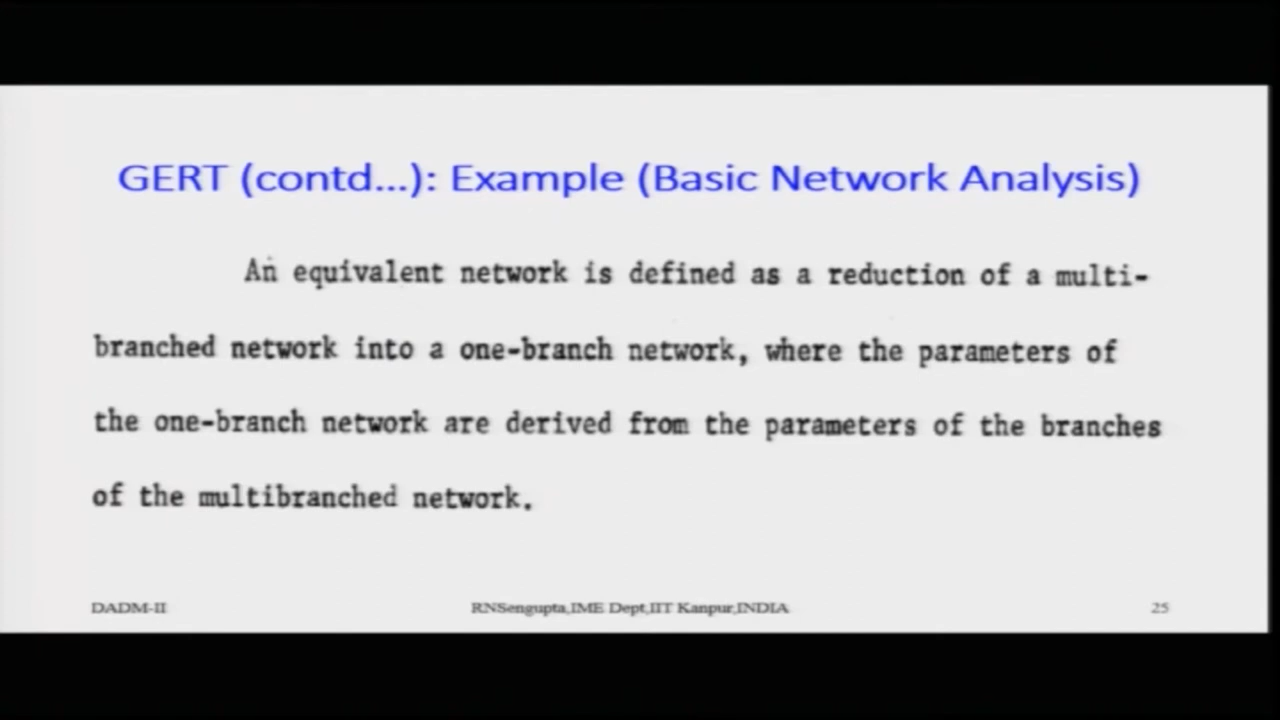 GERT (contd...): Example (Basic Network Analysis)
An equivalent network is defined as a reduction of a multi-
branched network into a one-branch network, where the parameters of
the one-branch network are derived from the parameters of the branches
of the multibranched network.
DADM-II
RNSengupta,IME Dept,IIT Kanpur,INDIA
25